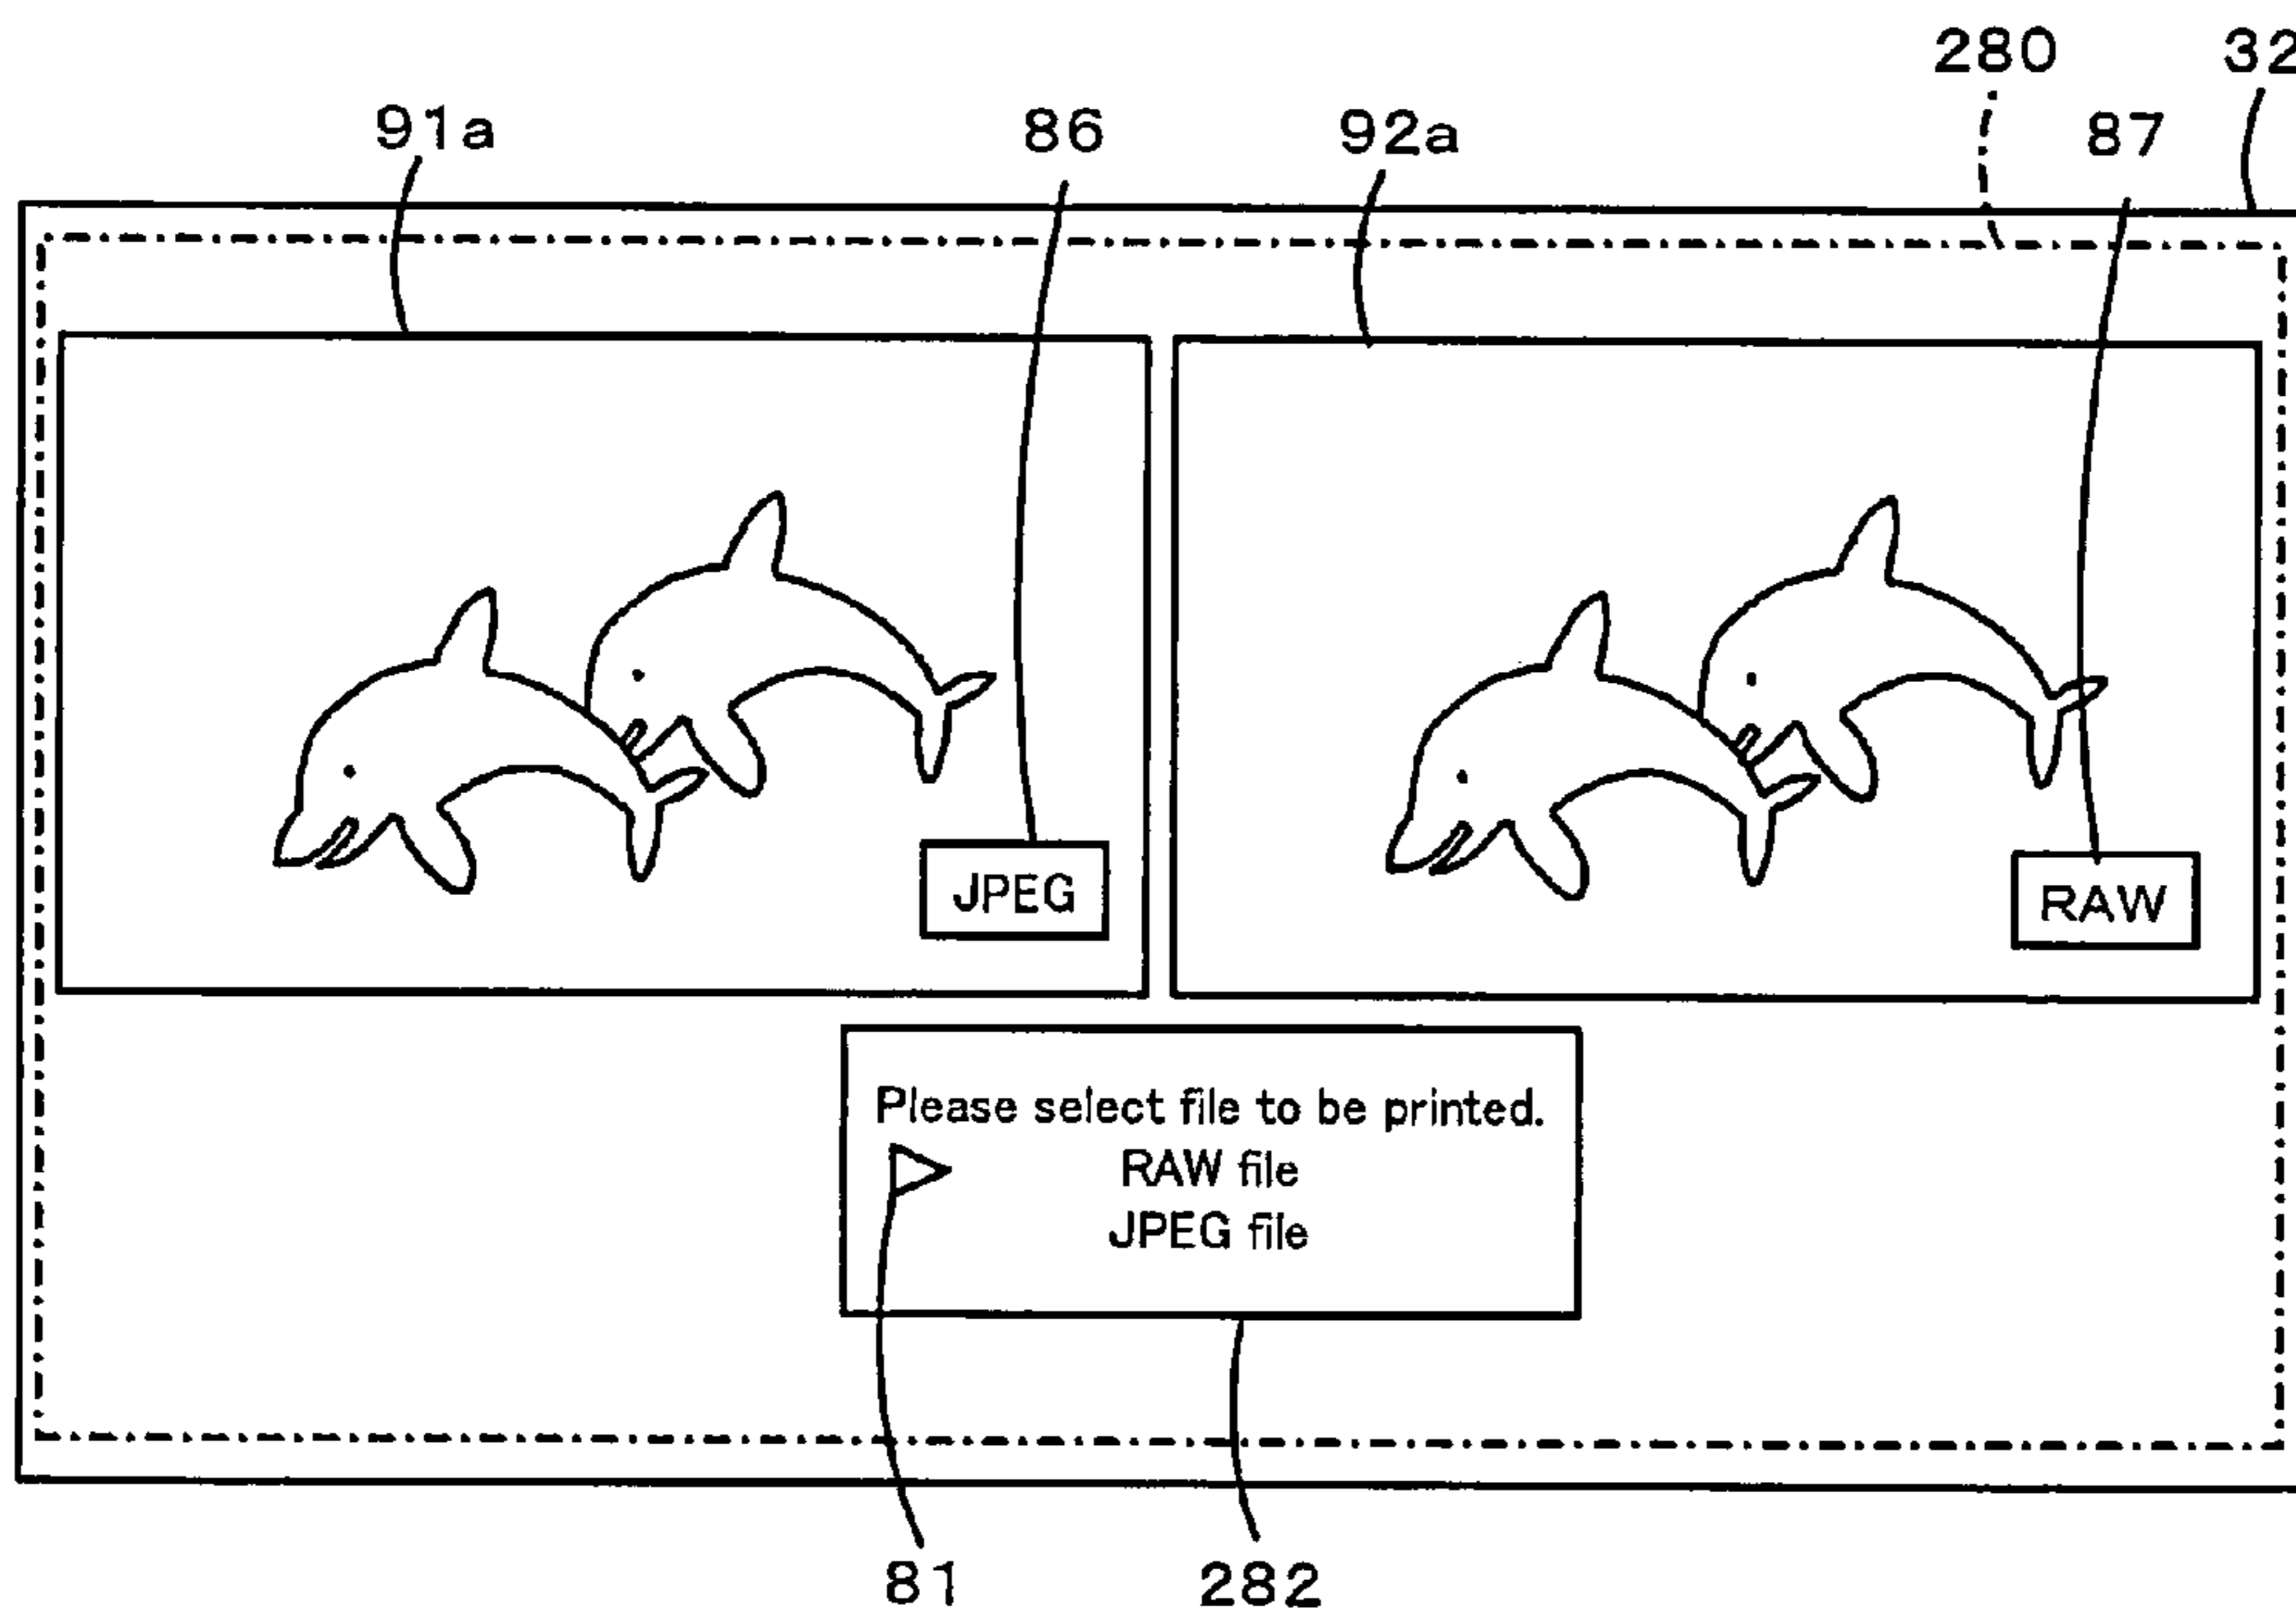 280 32
91a 86 92a 87
JPEG
RAW
Please select file to be printed.
RAW file
JPEG file
81 282